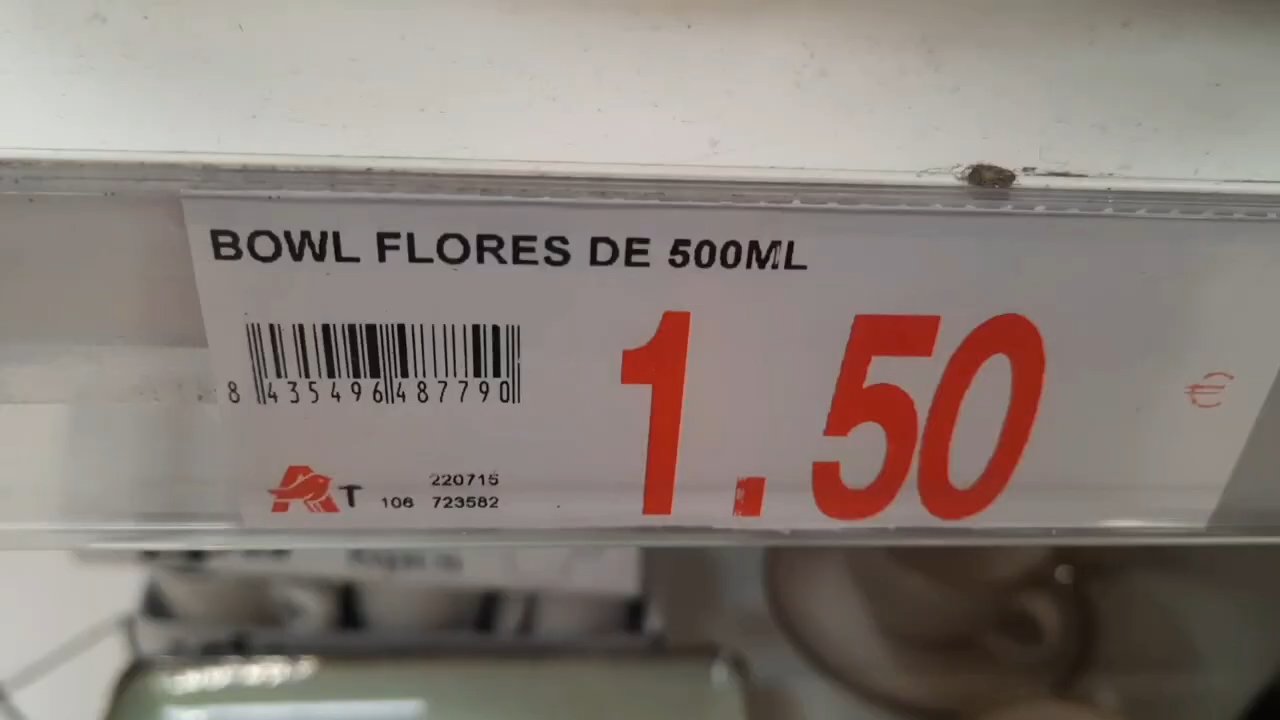 BOWL FLORES DE 500ML
1.50 €
8 435496 487790
T 220715
106 723582